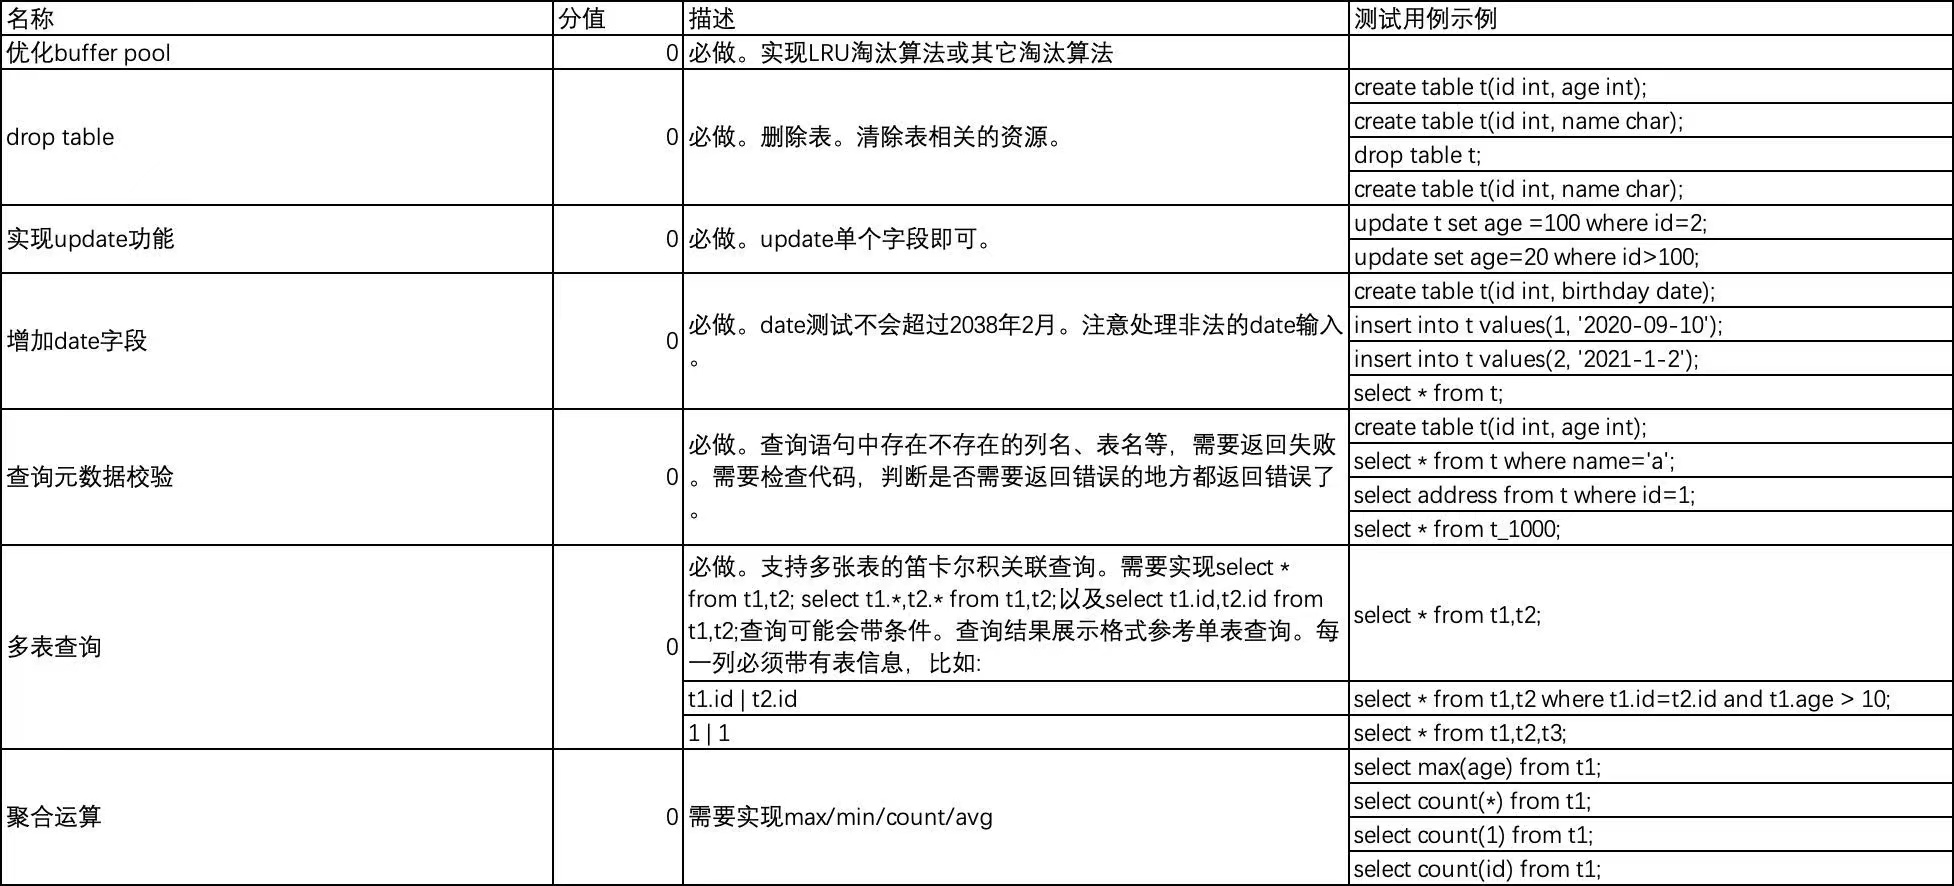 名称 分值 描述 测试用例示例
优化buffer pool 0 必做。实现LRU淘汰算法或其它淘汰算法
drop table 0 必做。删除表。清除表相关的资源。
create table t(id int, age int);
create table t(id int, name char);
drop table t;
create table t(id int, name char);
实现update功能 0 必做。update单个字段即可。
update t set age =100 where id=2;
update set age=20 where id>100;
增加date字段 0 必做。date测试不会超过2038年2月。注意处理非法的date输入
。
create table t(id int, birthday date);
insert into t values(1, '2020-09-10');
insert into t values(2, '2021-1-2');
select * from t;
查询元数据校验 0 必做。查询语句中存在不存在的列名、表名等，需要返回失败
。需要检查代码，判断是否需要返回错误的地方都返回错误了
。
create table t(id int, age int);
select * from t where name='a';
select address from t where id=1;
select * from t_1000;
多表查询 0 必做。支持多张表的笛卡尔积关联查询。需要实现select *
from t1,t2; select t1.*,t2.* from t1,t2;以及select t1.id,t2.id from
t1,t2;查询可能会带条件。查询结果展示格式参考单表查询。每
一列必须带有表信息，比如:
select * from t1,t2;
t1.id | t2.id select * from t1,t2 where t1.id=t2.id and t1.age > 10;
1 | 1 select * from t1,t2,t3;
聚合运算 0 需要实现max/min/count/avg
select max(age) from t1;
select count(*) from t1;
select count(1) from t1;
select count(id) from t1;